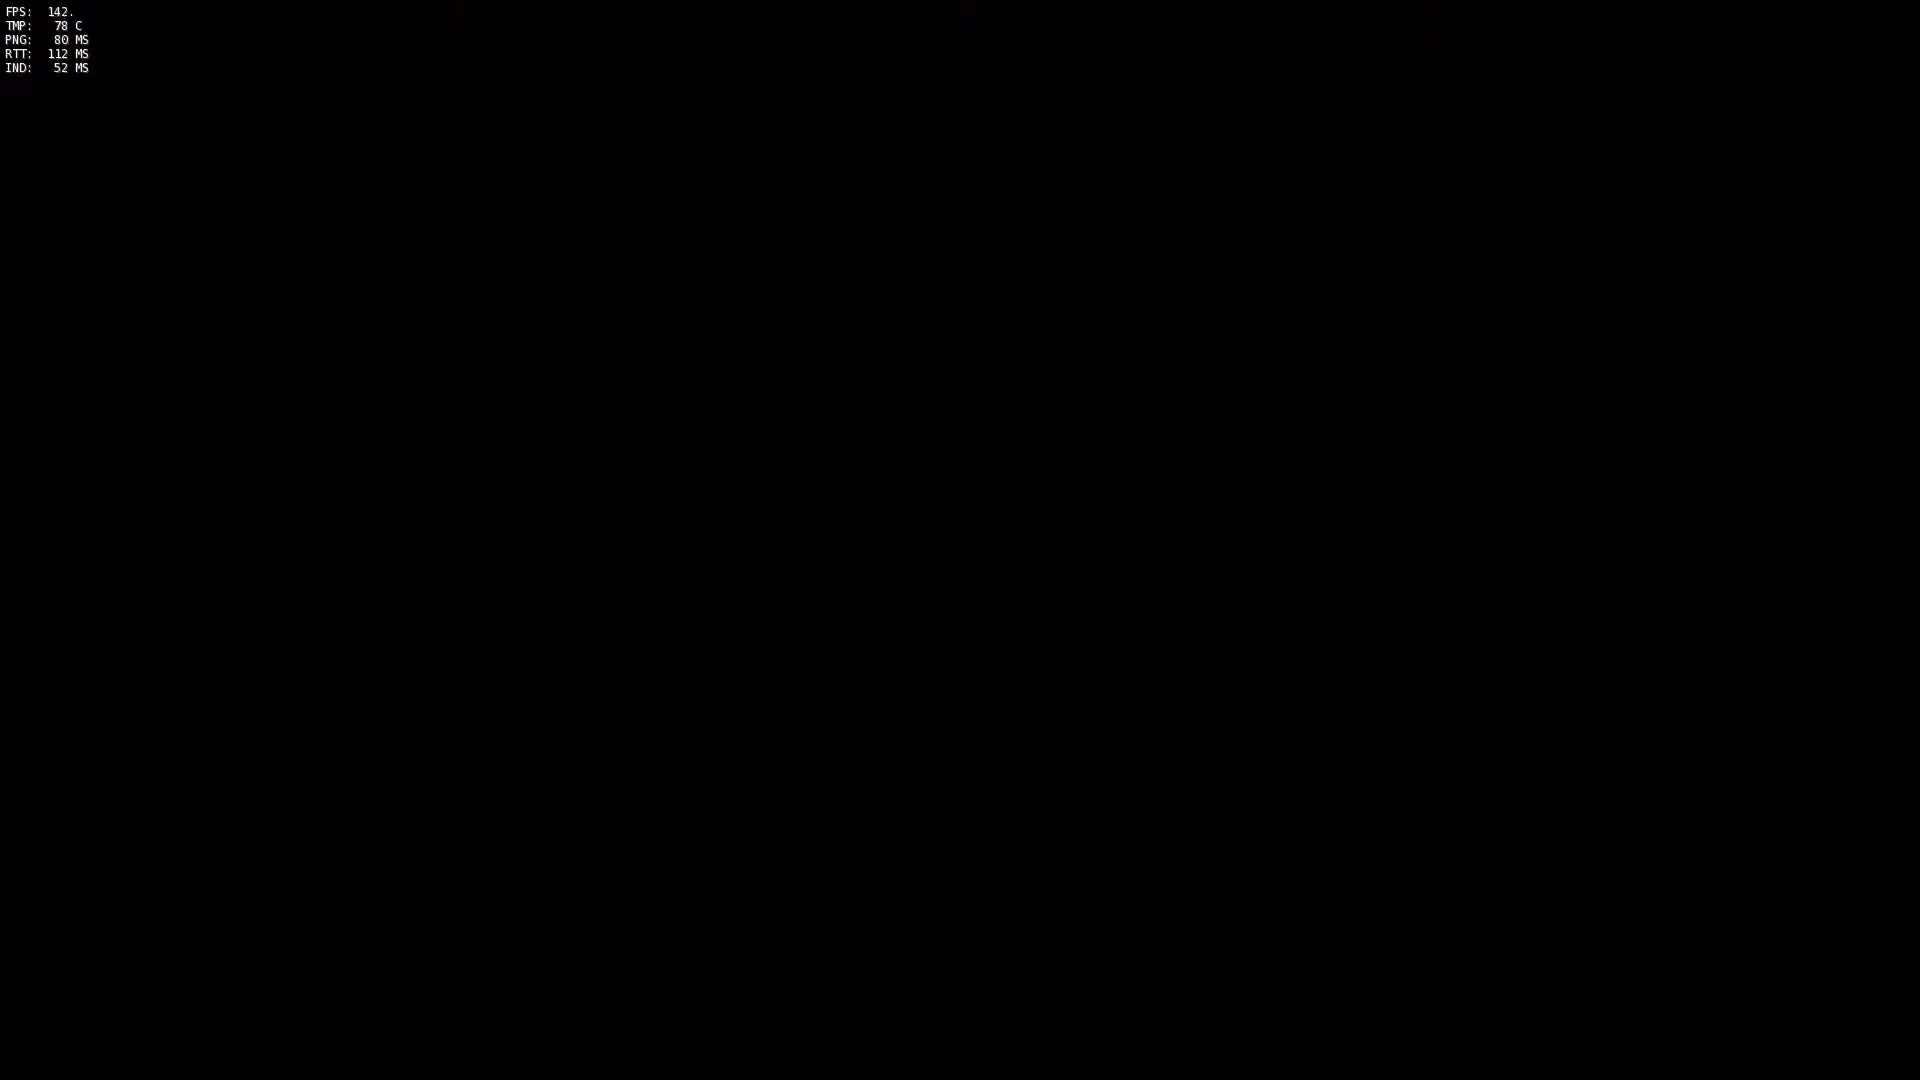 FPS: 142.
TMP: 78 C
PNG: 80 MS
RTT: 112 MS
IND: 52 MS